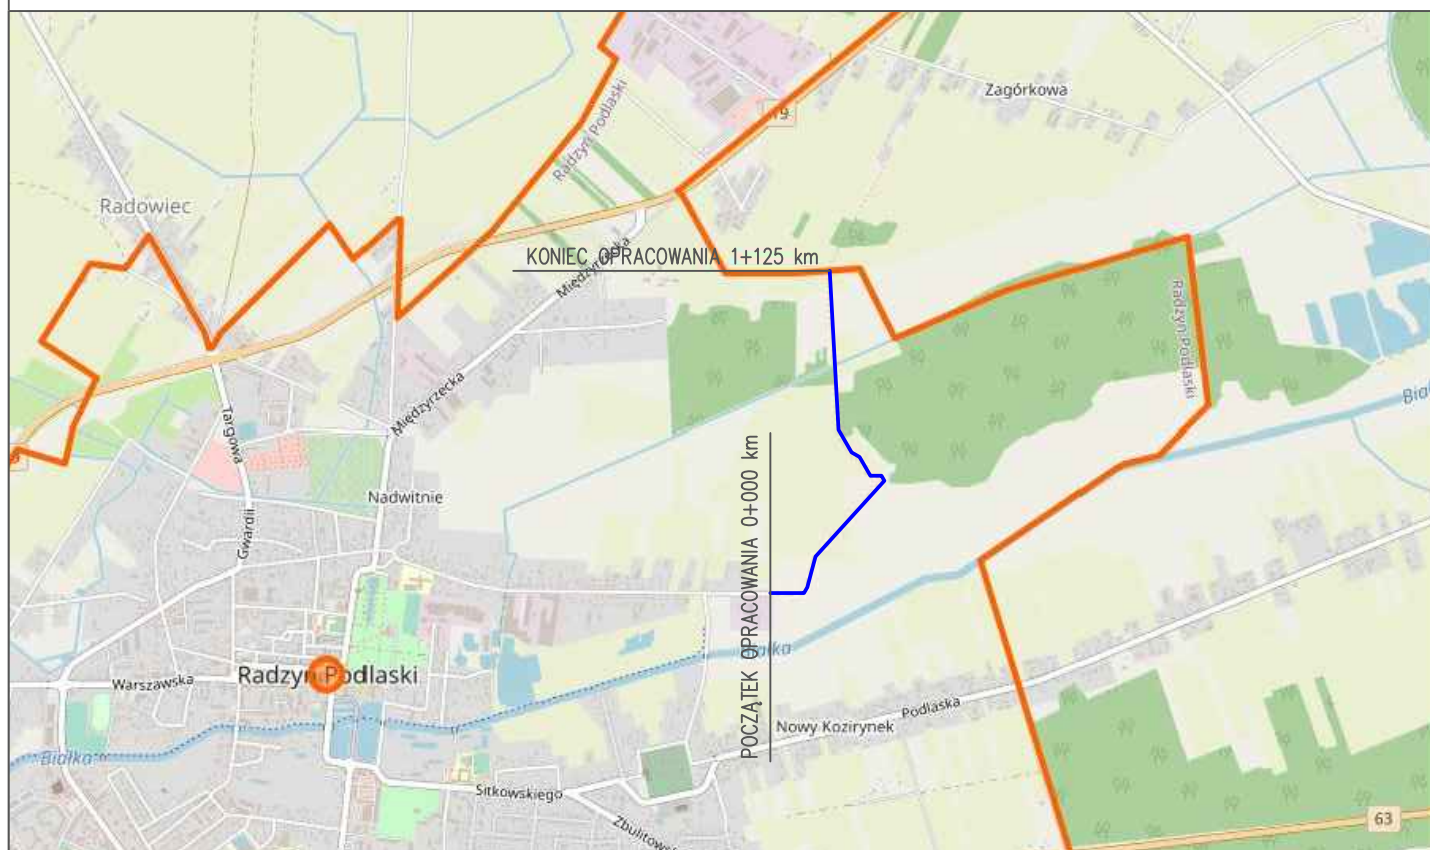 Zagórkowa
19
Radzyń Podlaski
Radowiec
KONIEC OPRACOWANIA 1+125 km
Międzyrzecka
Radzyń Podlaski
Międzyrzecka
Targowa
Nadwitnie
Gwardii
POCZĄTEK OPRACOWANIA 0+000 km
Białka
Radzyń Podlaski
Warszawska
Podlaska
Nowy Kozirynek
Białka
Sitkowskiego
63